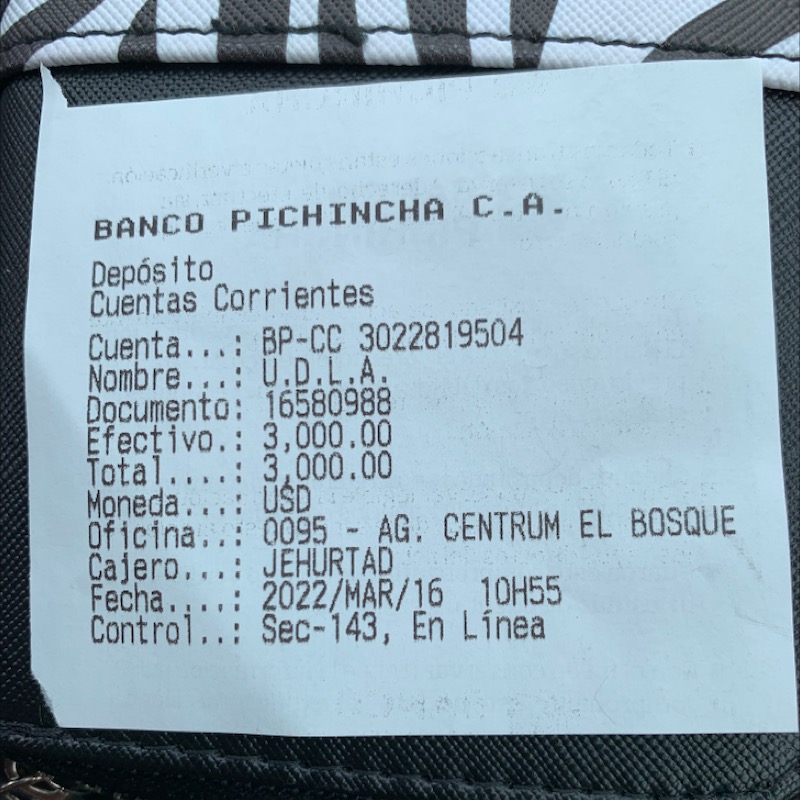 BANCO PICHINCHA C.A.
Depósito
Cuentas Corrientes
Cuenta...: BP-CC 3022819504
Nombre...: U.D.L.A.
Documento: 16580988
Efectivo.: 3,000.00
Total....: 3,000.00
Moneda...: USD
Oficina..: 0095 - AG. CENTRUM EL BOSQUE
Cajero...: JEHURTAD
Fecha....: 2022/MAR/16 10H55
Control..: Sec-143, En Línea